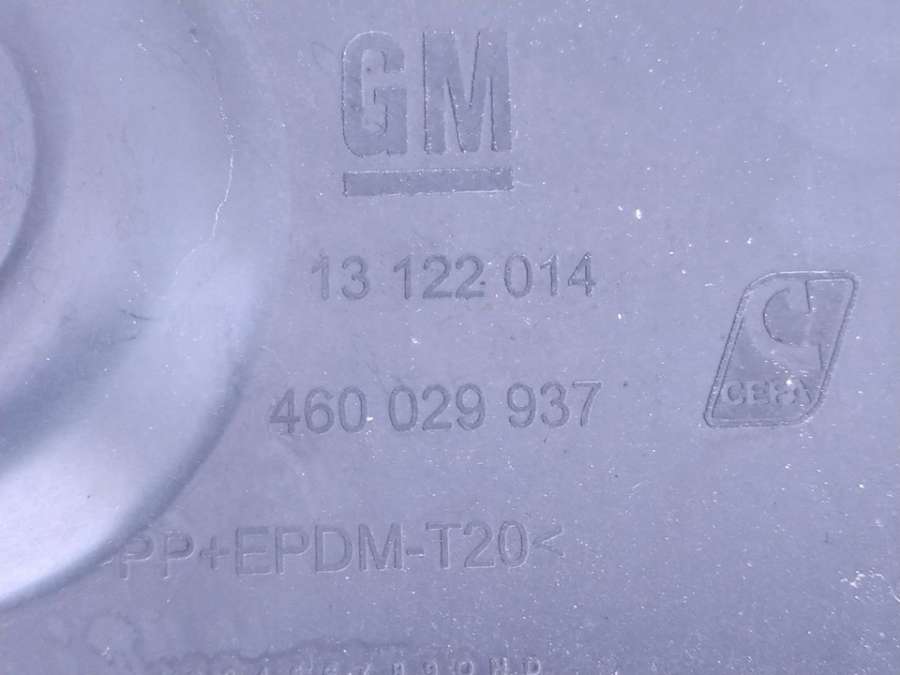 GM
13 122 014
460 029 937
CEFA
>PP+EPDM-T20<